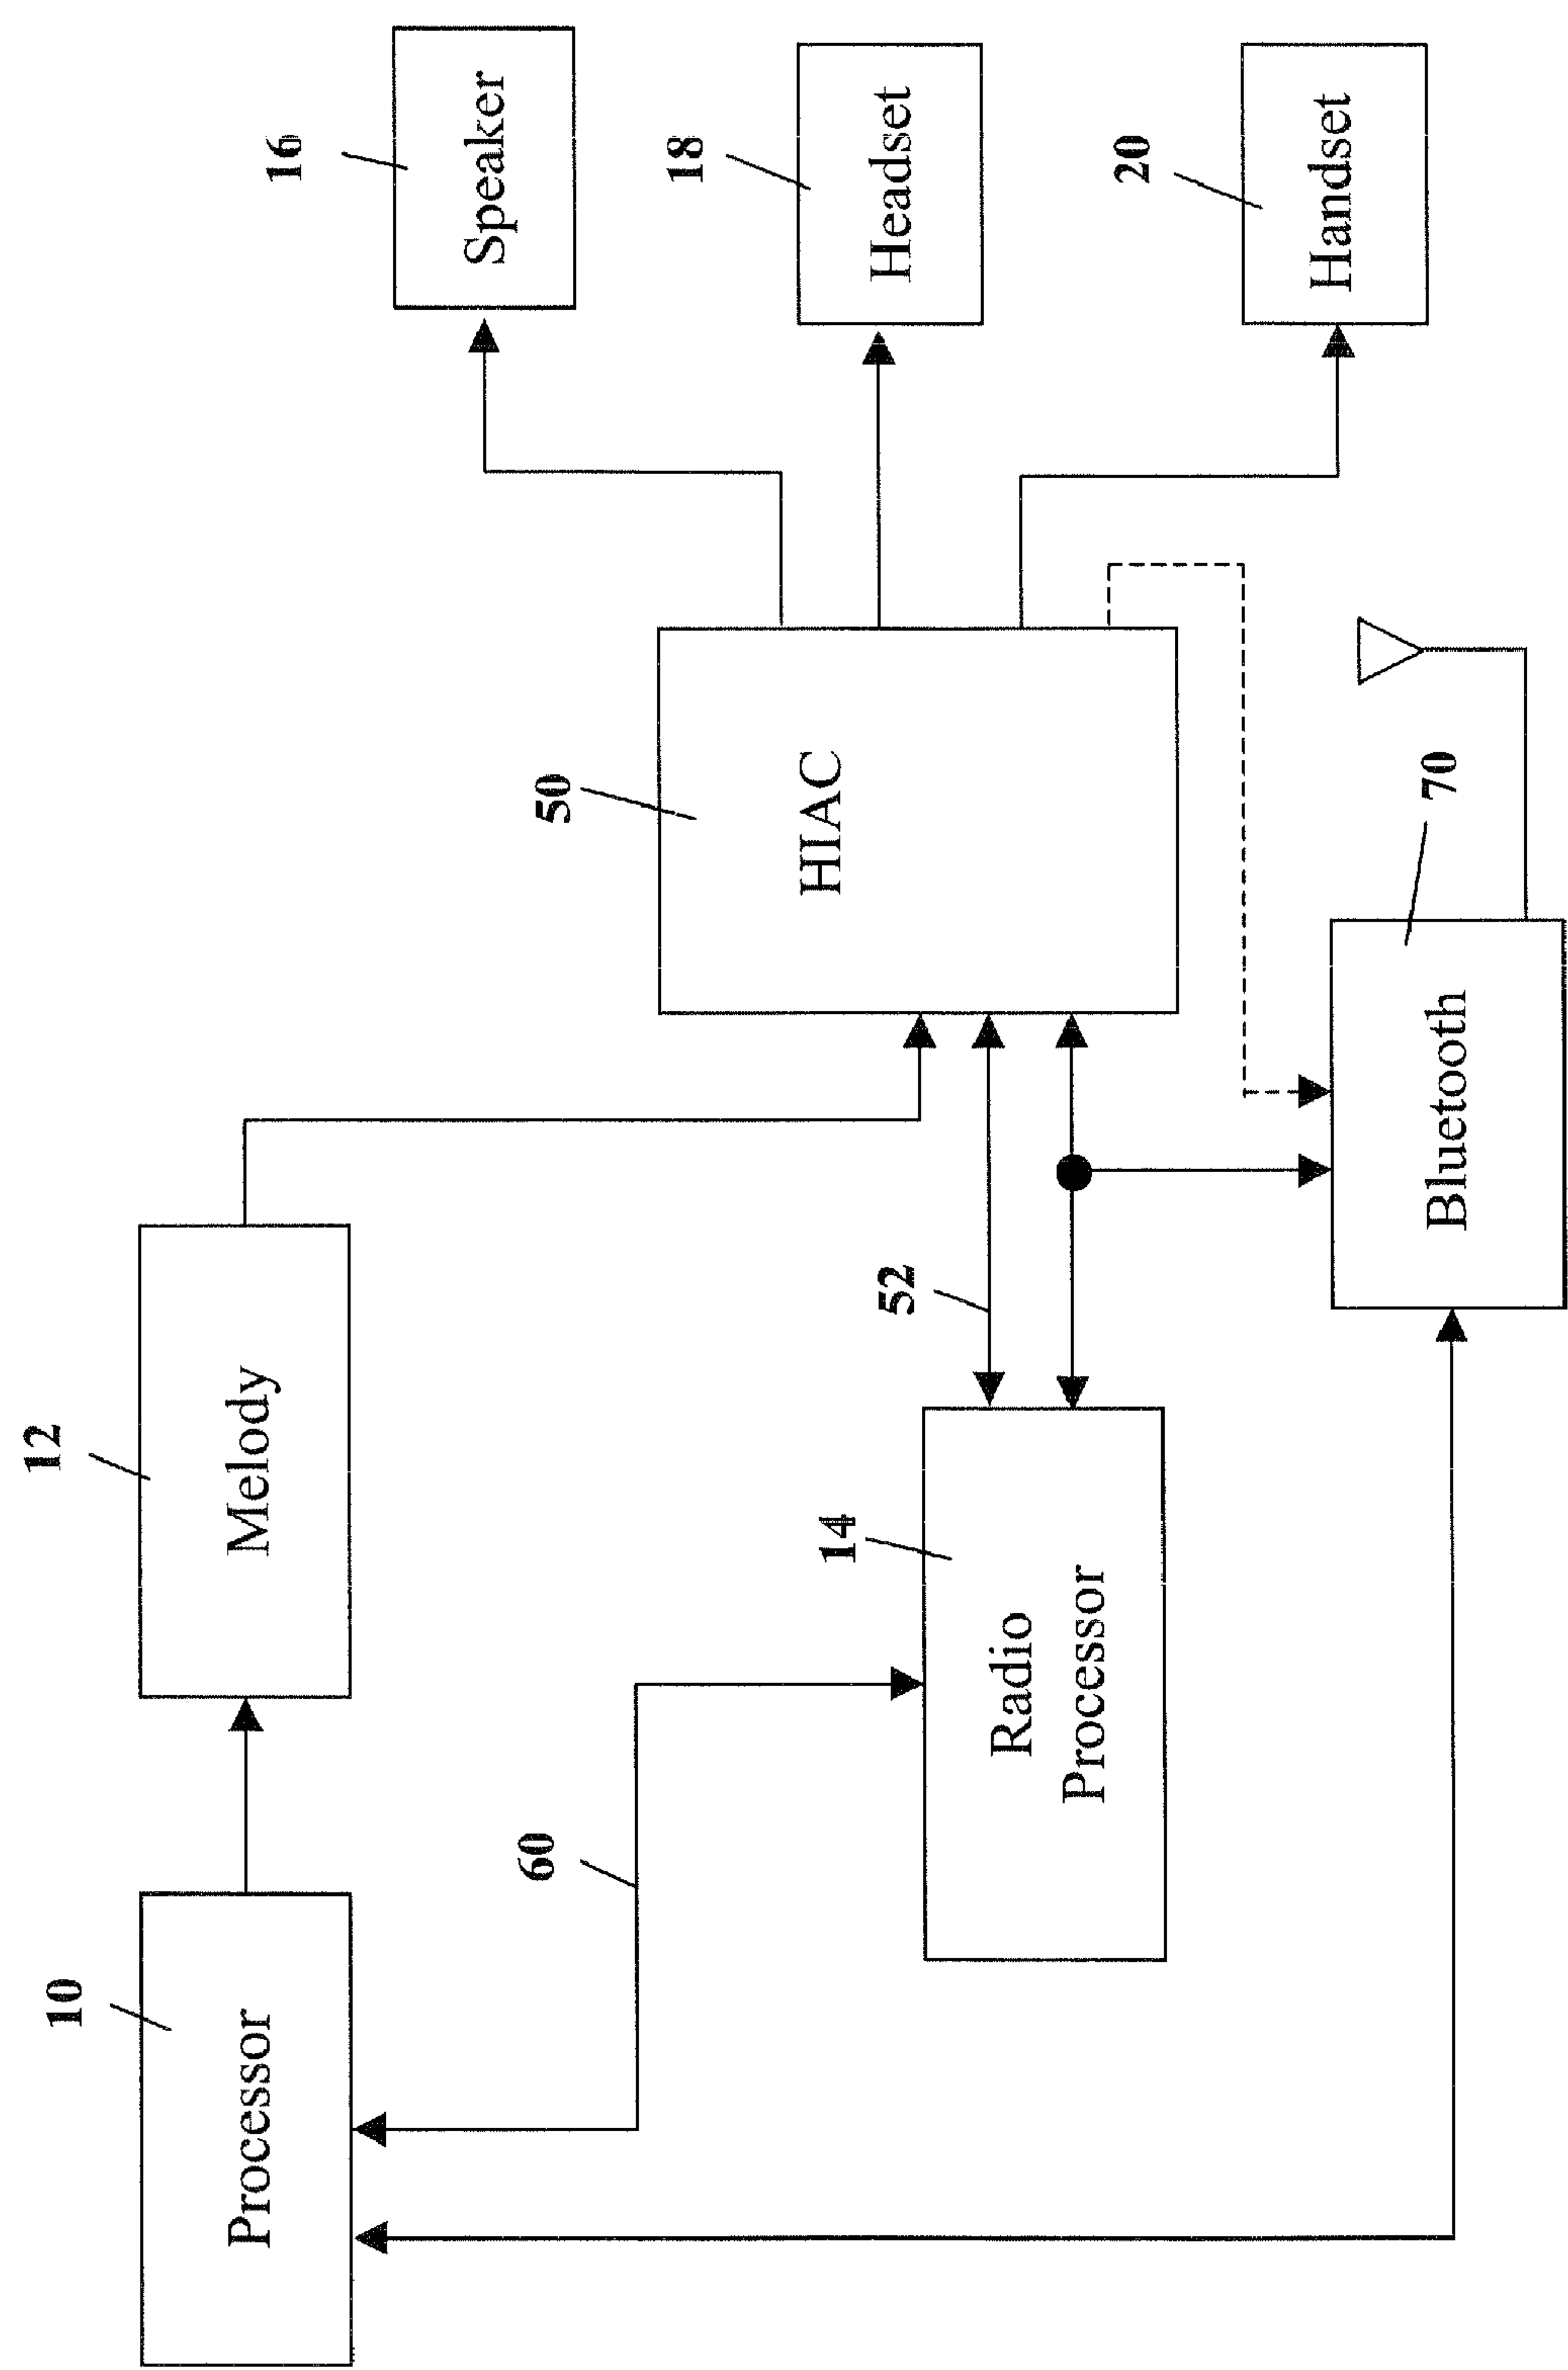 10
Processor
12
Melody
60
14
Radio
Processor
52
50
HIAC
70
Bluetooth
16
Speaker
18
Headset
20
Handset